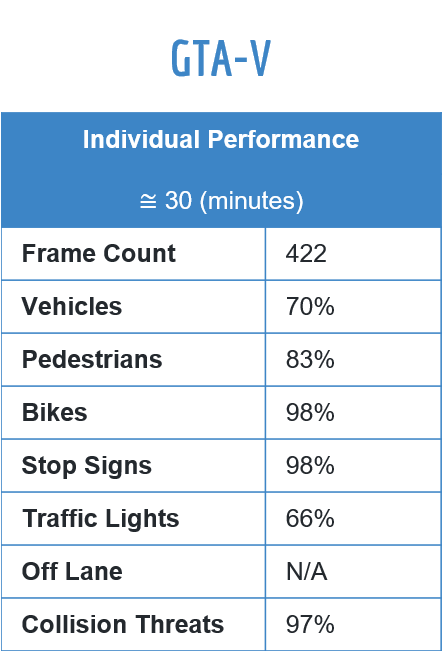 GTA-V
Individual Performance
≅ 30 (minutes)
Frame Count 422
Vehicles 70%
Pedestrians 83%
Bikes 98%
Stop Signs 98%
Traffic Lights 66%
Off Lane N/A
Collision Threats 97%